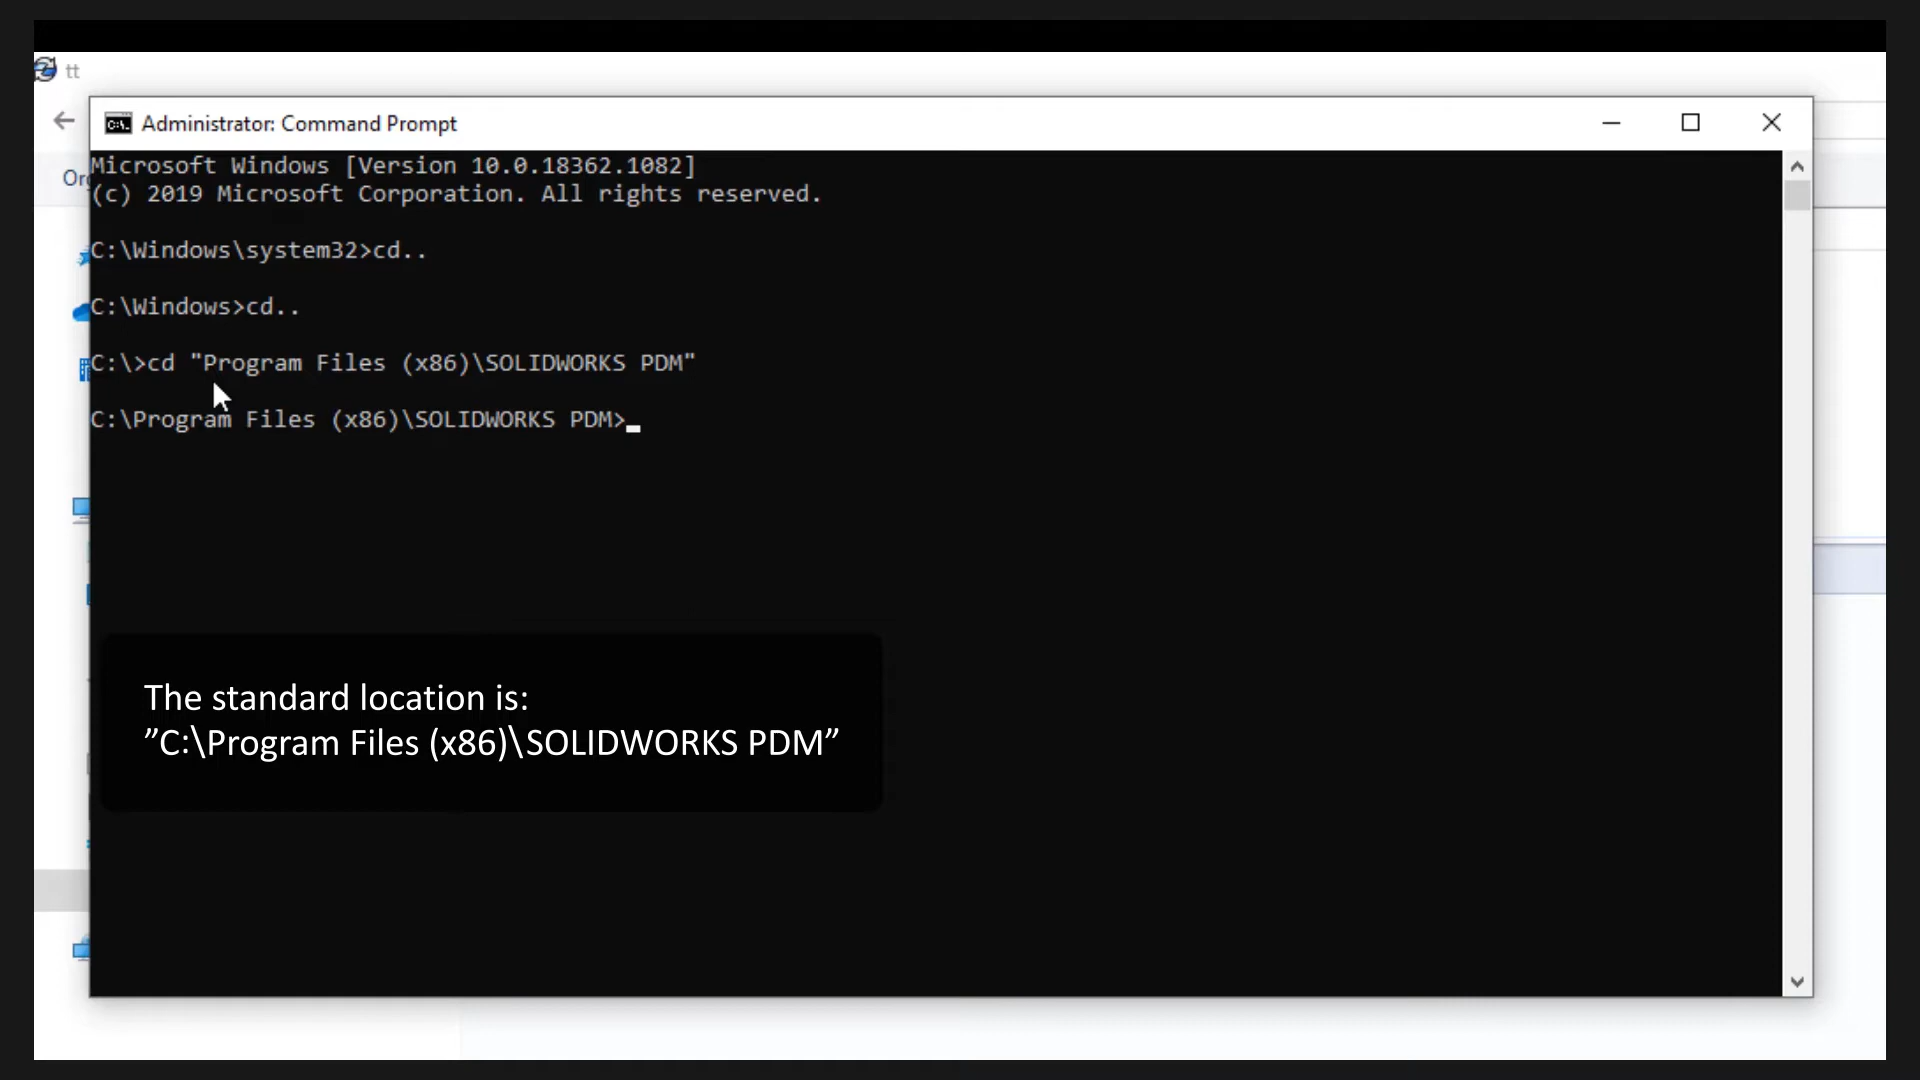 tt
Administrator: Command Prompt
Microsoft Windows [Version 10.0.18362.1082]
(c) 2019 Microsoft Corporation. All rights reserved.
C:\Windows\system32>cd..
C:\Windows>cd..
C:\>cd "Program Files (x86)\SOLIDWORKS PDM"
C:\Program Files (x86)\SOLIDWORKS PDM>
The standard location is:
”C:\Program Files (x86)\SOLIDWORKS PDM”